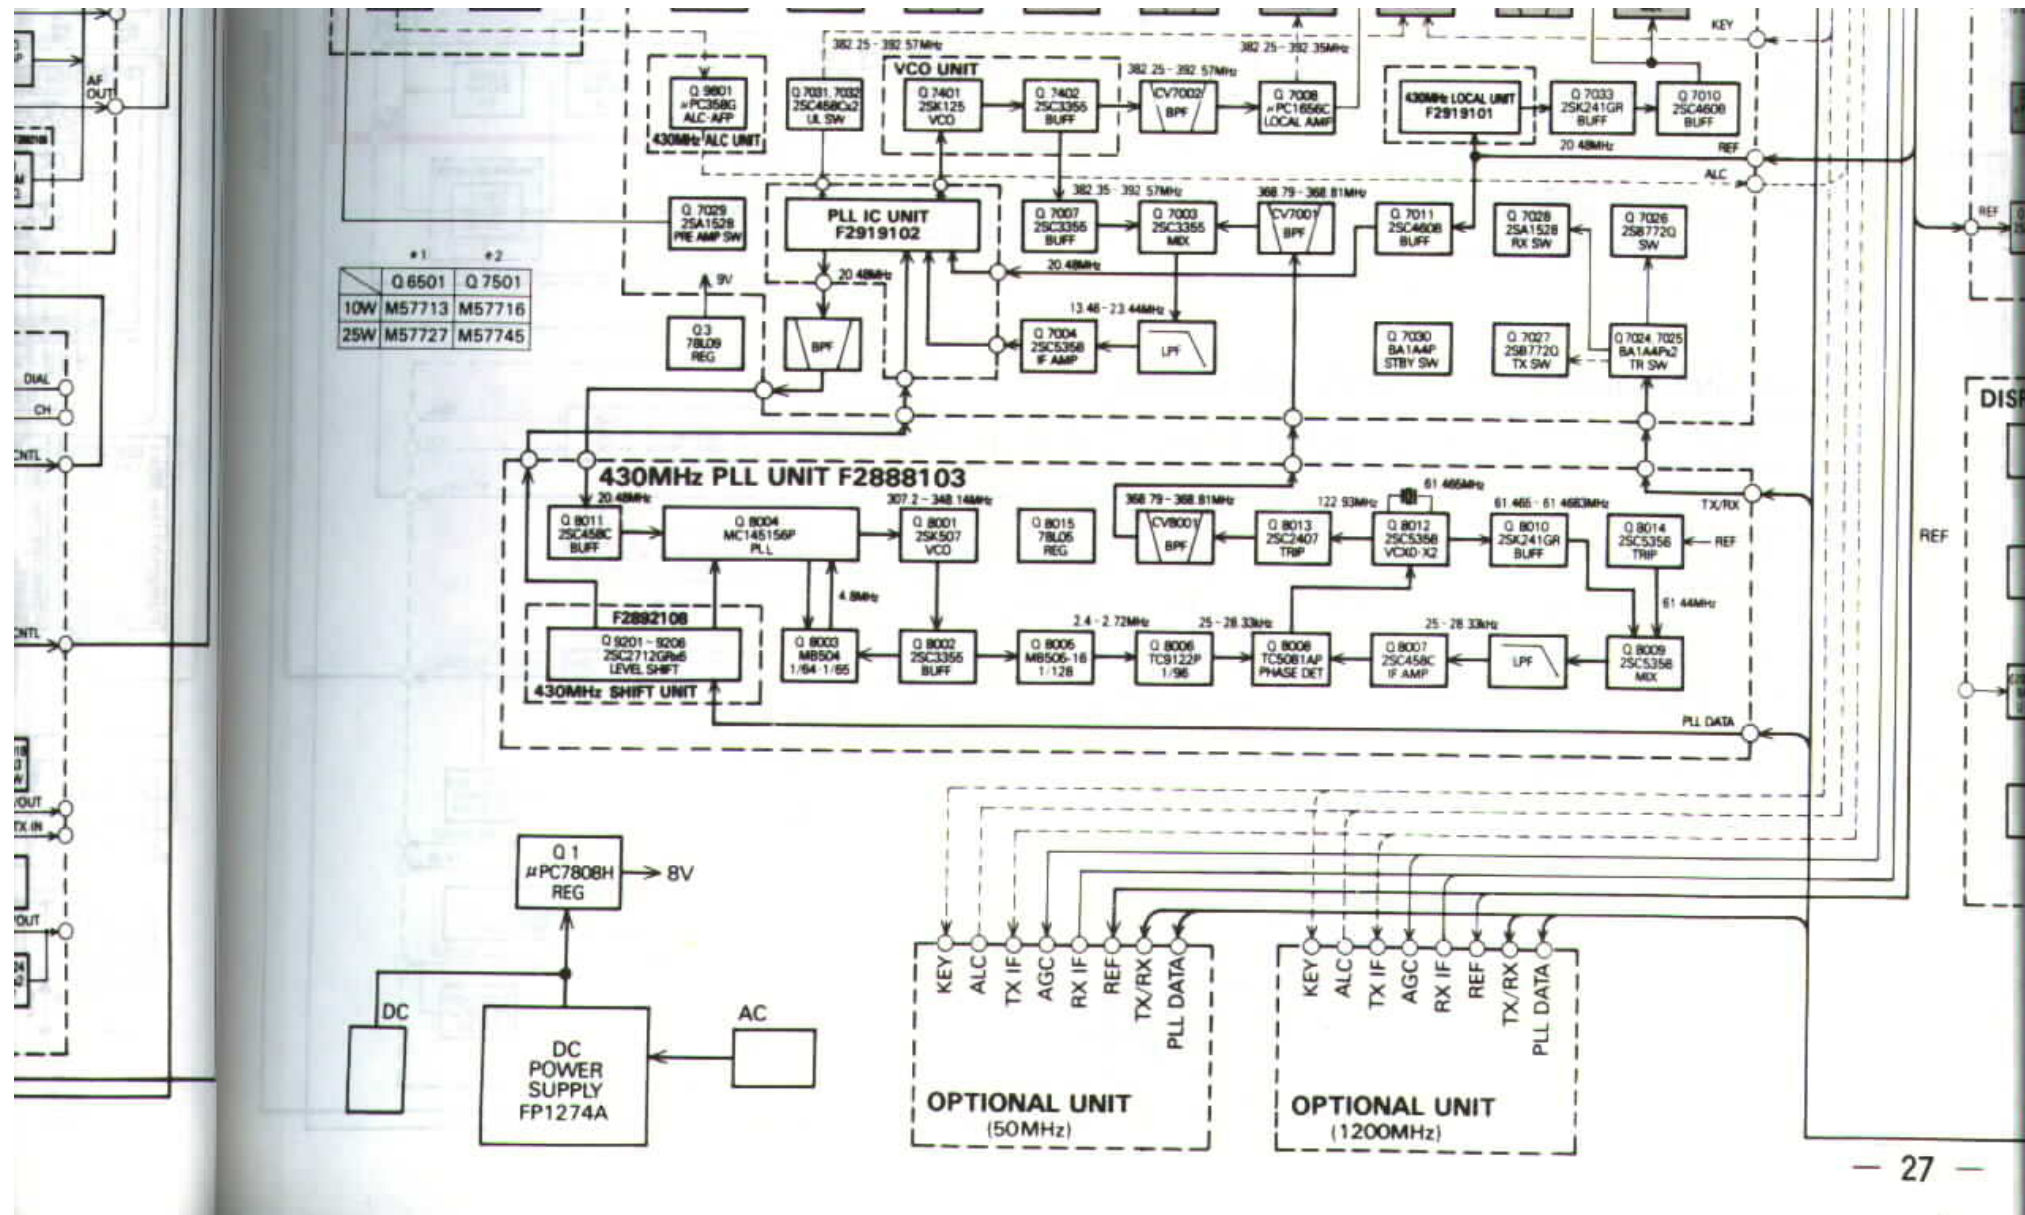 AF
OUT
DIAL
CH
CNTL
CNTL
TX IN
*1 *2
Q 6501 Q 7501
10W M57713 M57716
25W M57727 M57745
KEY
382.25-392.57MHz
382.25-392.35MHz
Q 9801
μPC358G
ALC-AFP
430MHz ALC UNIT
Q 7031, 7032
2SC458Cx2
UL SW
VCO UNIT
Q 7401
2SK125
VCO
Q 7402
2SC3355
BUFF
382.25-392.57MHz
CV7002
BPF
Q 7008
μPC1656C
LOCAL AMP
430MHz LOCAL UNIT
F2919101
Q 7033
2SK241GR
BUFF
Q 7010
2SC460B
BUFF
20.48MHz
REF
ALC
Q 7029
2SA1528
PRE AMP SW
PLL IC UNIT
F2919102
382.35-392.57MHz
Q 7007
2SC3355
BUFF
Q 7003
2SC3355
MIX
368.79-368.81MHz
CV7001
BPF
Q 7011
2SC460B
BUFF
Q 7028
2SA1528
RX SW
Q 7026
2SB772Q
SW
20.48MHz
20.48MHz
9V
Q 3
78L09
REG
BPF
13.46-23.44MHz
Q 7004
2SC535B
IF AMP
LPF
Q 7030
BA1A4P
STBY SW
Q 7027
2SB772Q
TX SW
Q 7024, 7025
BA1A4Px2
TR SW
430MHz PLL UNIT F2888103
20.48MHz
Q 8011
2SC458C
BUFF
Q 8004
MC145156P
PLL
307.2-348.14MHz
Q 8001
2SK507
VCO
Q 8015
78L05
REG
368.79-368.81MHz
CV8001
BPF
Q 8013
2SC2407
TRIP
122.93MHz
61.465MHz
Q 8012
2SC535B
VCXO·X2
61.465-61.4683MHz
Q 8010
2SK241GR
BUFF
Q 8014
2SC535B
TRIP
REF
TX/RX
4.8MHz
61.44MHz
F2892108
Q 9201-9206
2SC2712GRx6
LEVEL SHIFT
430MHz SHIFT UNIT
Q 8003
MB504
1/64·1/65
Q 8002
2SC3355
BUFF
Q 8005
MB506-16
1/128
2.4-2.72MHz
Q 8006
TC9122P
1/96
25-28.33kHz
Q 8008
TC5081AP
PHASE DET
Q 8007
2SC458C
IF AMP
25-28.33kHz
LPF
Q 8009
2SC535B
MIX
PLL DATA
REF
REF
Q 1
μPC7808H
REG
8V
DC
DC
POWER
SUPPLY
FP1274A
AC
KEY
ALC
TX IF
AGC
RX IF
REF
TX/RX
PLL DATA
OPTIONAL UNIT
(50MHz)
KEY
ALC
TX IF
AGC
RX IF
REF
TX/RX
PLL DATA
OPTIONAL UNIT
(1200MHz)
— 27 —